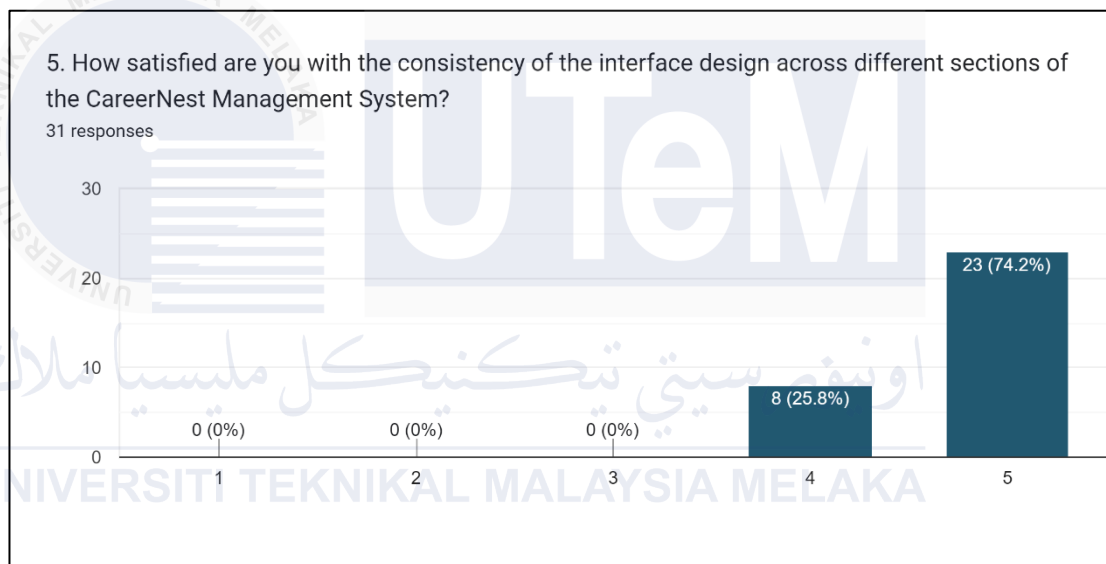 5. How satisfied are you with the consistency of the interface design across different sections of
the CareerNest Management System?
31 responses
30
20
10
0
0 (0%)
0 (0%)
0 (0%)
8 (25.8%)
23 (74.2%)
1
2
3
4
5
UTeM
اونيۏرسيتي تيكنيكل مليسيا ملاك
NIVERSITI TEKNIKAL MALAYSIA MELAKA